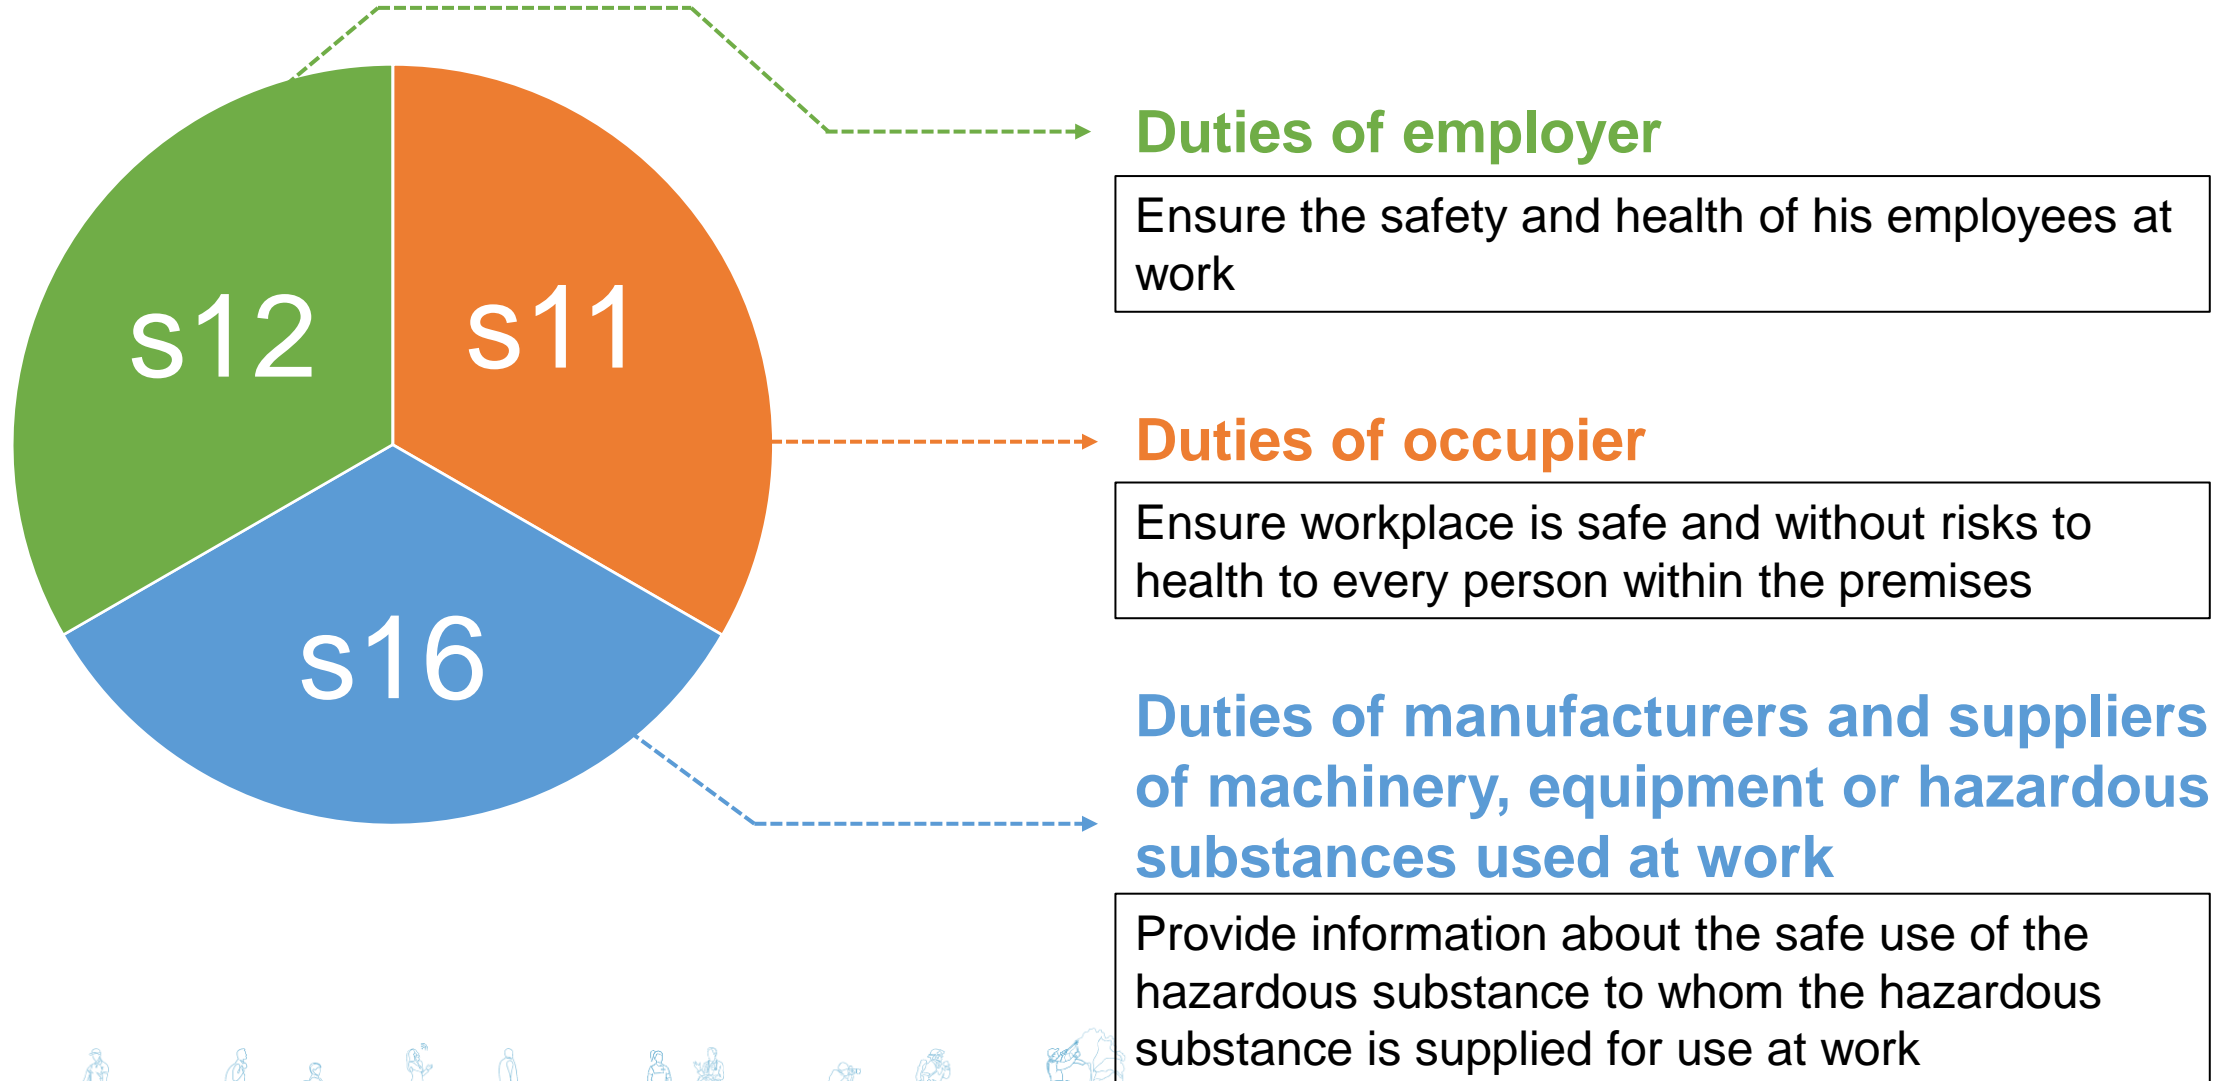 s12
s11
s16
Duties of employer
Ensure the safety and health of his employees at
work
Duties of occupier
Ensure workplace is safe and without risks to
health to every person within the premises
Duties of manufacturers and suppliers
of machinery, equipment or hazardous
substances used at work
Provide information about the safe use of the
hazardous substance to whom the hazardous
substance is supplied for use at work